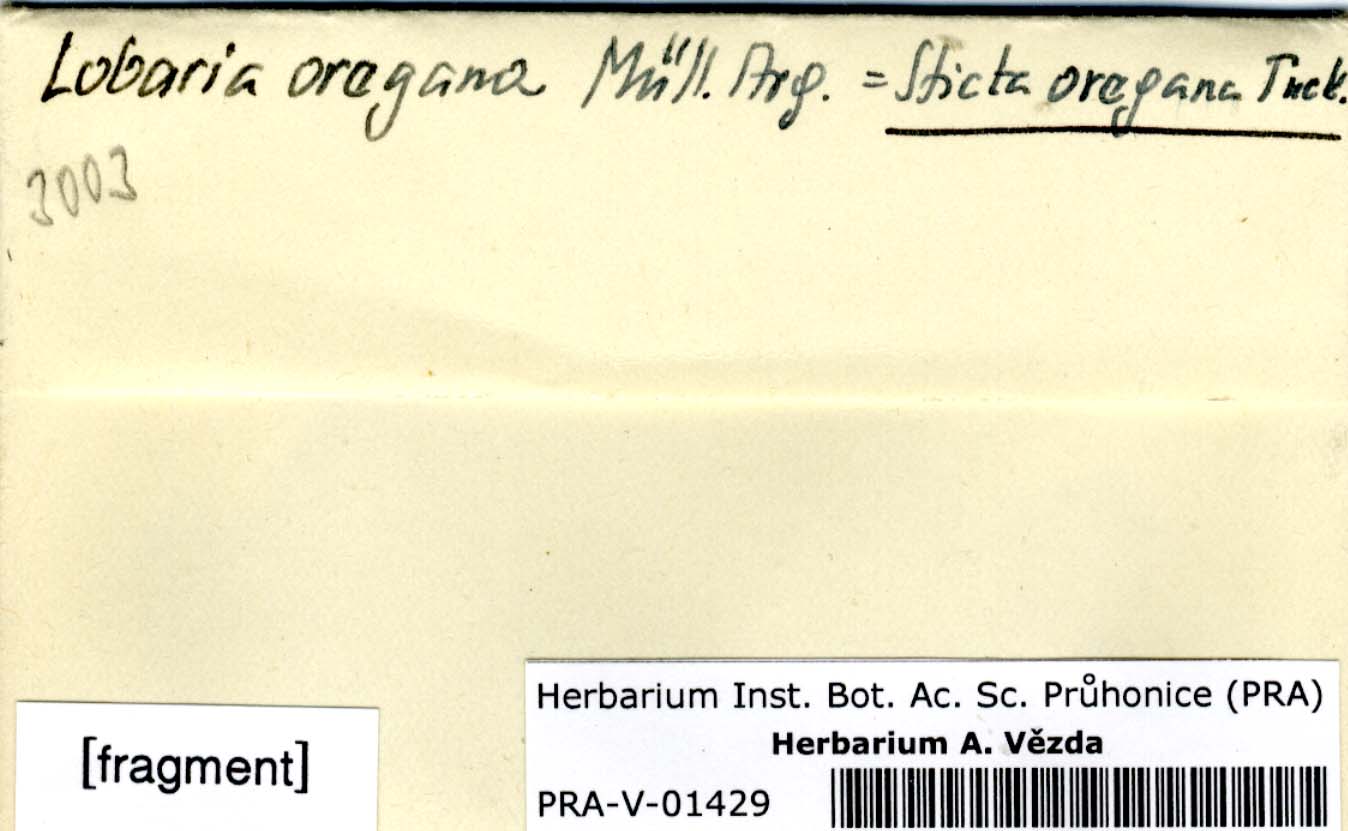 Lobaria oregana Müll. Arg. = Sticta oregana Tuck.
3003
[fragment]
Herbarium Inst. Bot. Ac. Sc. Průhonice (PRA)
Herbarium A. Vězda
PRA-V-01429